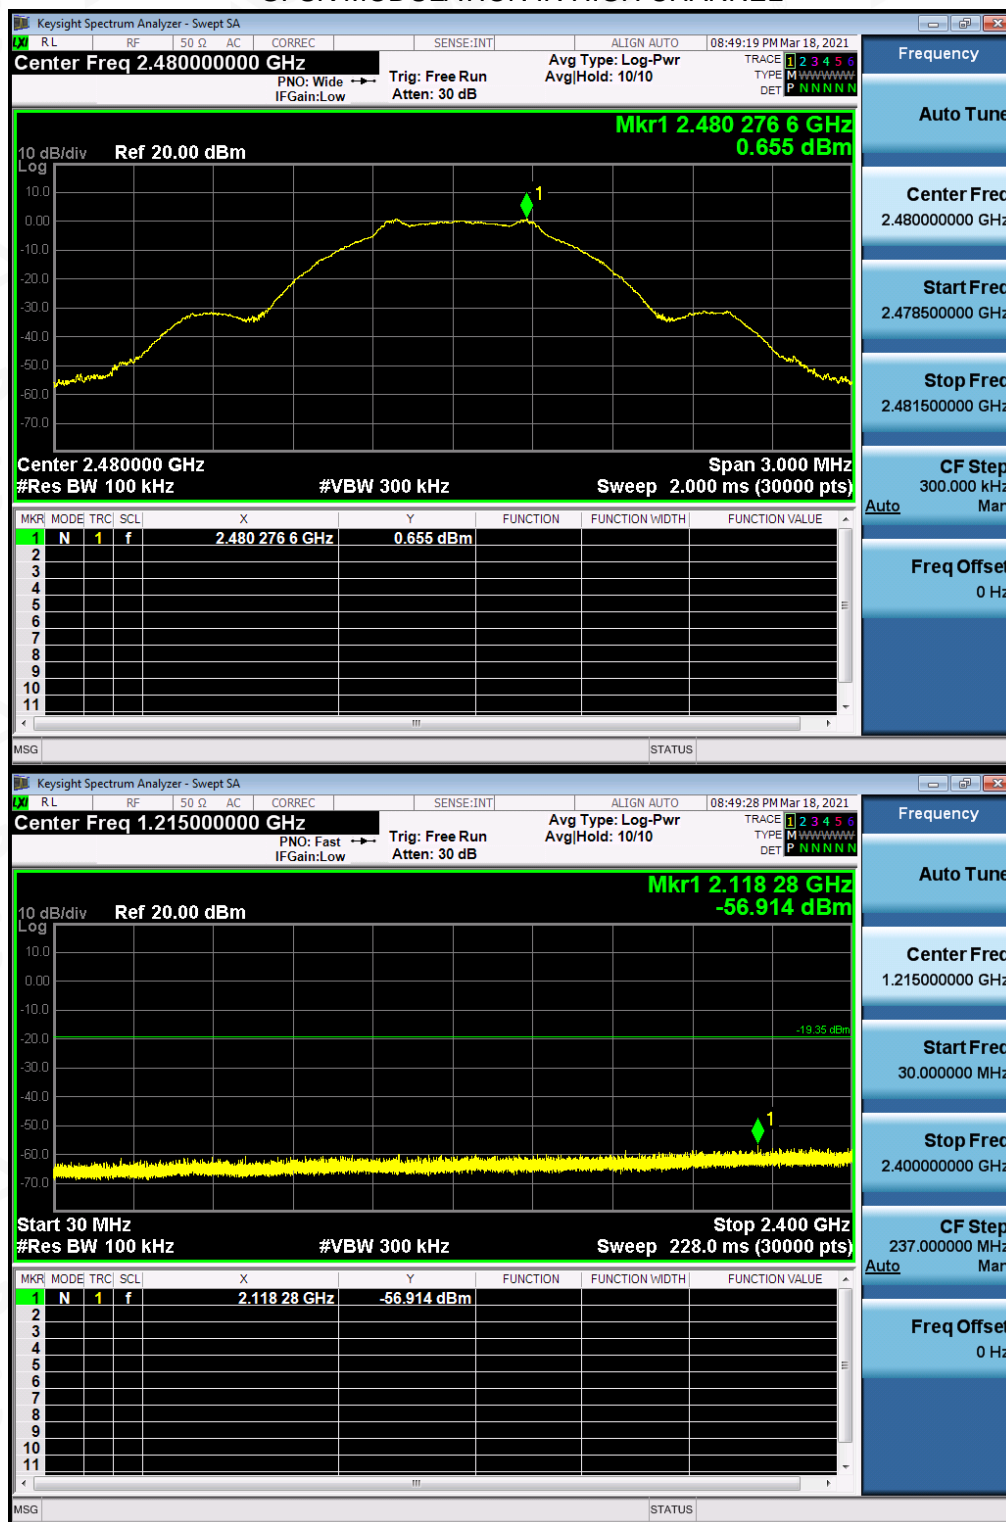 Keysight Spectrum Analyzer - Swept SA
LXI RL RF 50 Ω AC CORREC SENSE:INT ALIGN AUTO 08:49:19 PM Mar 18, 2021
Center Freq 2.480000000 GHz
PNO: Wide
IFGain:Low
Trig: Free Run
Atten: 30 dB
Avg Type: Log-Pwr
Avg|Hold: 10/10
TRACE 1 2 3 4 5 6
TYPE M WWWWW
DET P NNNNN
Mkr1 2.480 276 6 GHz
0.655 dBm
10 dB/div Ref 20.00 dBm
Log
10.0
0.00
-10.0
-20.0
-30.0
-40.0
-50.0
-60.0
-70.0
1
Center 2.480000 GHz Span 3.000 MHz
#Res BW 100 kHz #VBW 300 kHz Sweep 2.000 ms (30000 pts)
MKR MODE TRC SCL X Y FUNCTION FUNCTION WIDTH FUNCTION VALUE
1 N 1 f 2.480 276 6 GHz 0.655 dBm
2
3
4
5
6
7
8
9
10
11
MSG STATUS
Frequency
Auto Tune
Center Freq
2.480000000 GHz
Start Freq
2.478500000 GHz
Stop Freq
2.481500000 GHz
CF Step
300.000 kHz
Auto Man
Freq Offset
0 Hz
Keysight Spectrum Analyzer - Swept SA
LXI RL RF 50 Ω AC CORREC SENSE:INT ALIGN AUTO 08:49:28 PM Mar 18, 2021
Center Freq 1.215000000 GHz
PNO: Fast
IFGain:Low
Trig: Free Run
Atten: 30 dB
Avg Type: Log-Pwr
Avg|Hold: 10/10
TRACE 1 2 3 4 5 6
TYPE M WWWWW
DET P NNNNN
Mkr1 2.118 28 GHz
-56.914 dBm
10 dB/div Ref 20.00 dBm
Log
10.0
0.00
-10.0
-20.0
-30.0
-40.0
-50.0
-60.0
-70.0
-19.35 dBm
1
Start 30 MHz Stop 2.400 GHz
#Res BW 100 kHz #VBW 300 kHz Sweep 228.0 ms (30000 pts)
MKR MODE TRC SCL X Y FUNCTION FUNCTION WIDTH FUNCTION VALUE
1 N 1 f 2.118 28 GHz -56.914 dBm
2
3
4
5
6
7
8
9
10
11
MSG STATUS
Frequency
Auto Tune
Center Freq
1.215000000 GHz
Start Freq
30.000000 MHz
Stop Freq
2.400000000 GHz
CF Step
237.000000 MHz
Auto Man
Freq Offset
0 Hz